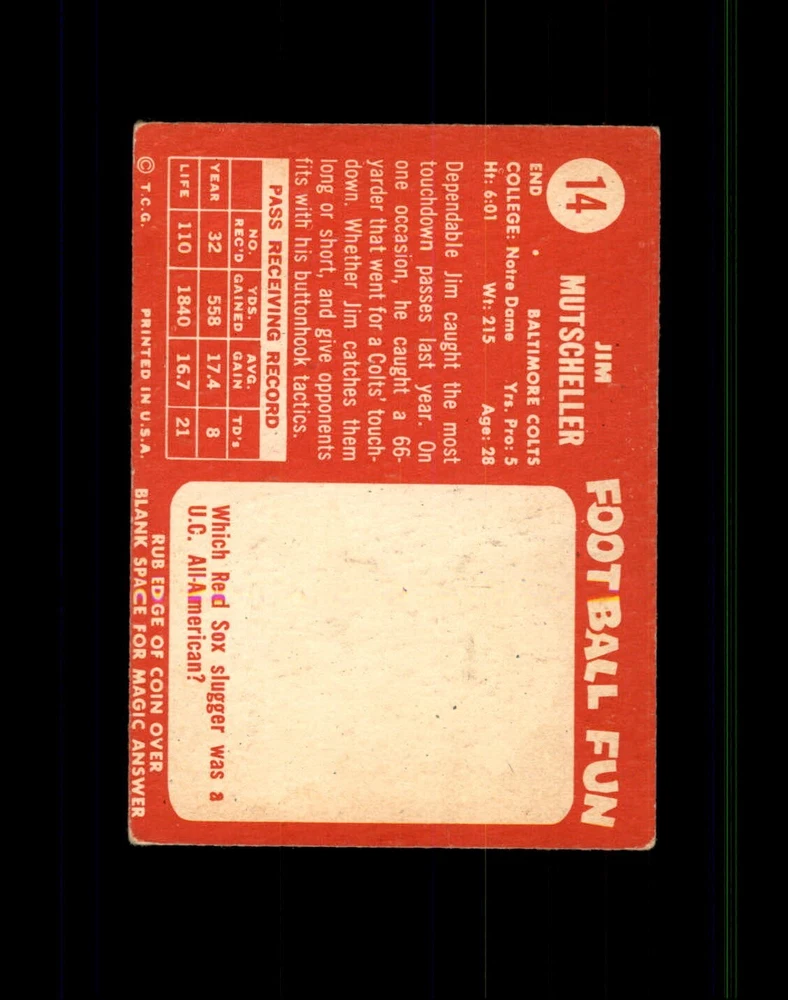 14
JIM
MUTSCHELLER
END • BALTIMORE COLTS
COLLEGE: Notre Dame Yrs. Pro: 5
Ht: 6:01 Wt: 215 Age: 28
Dependable Jim caught the most
touchdown passes last year. On
one occasion, he caught a 66-
yarder that went for a Colts' touch-
down. Whether Jim catches them
long or short, and give opponents
fits with his buttonhook tactics.
PASS RECEIVING RECORD
NO. REC'D YDS. GAINED AVG. GAIN TD's
YEAR 32 558 17.4 8
LIFE 110 1840 16.7 21
© T.C.G. PRINTED IN U.S.A.
FOOTBALL FUN
Which Red Sox slugger was a
U.C. All-American?
RUB EDGE OF COIN OVER
BLANK SPACE FOR MAGIC ANSWER